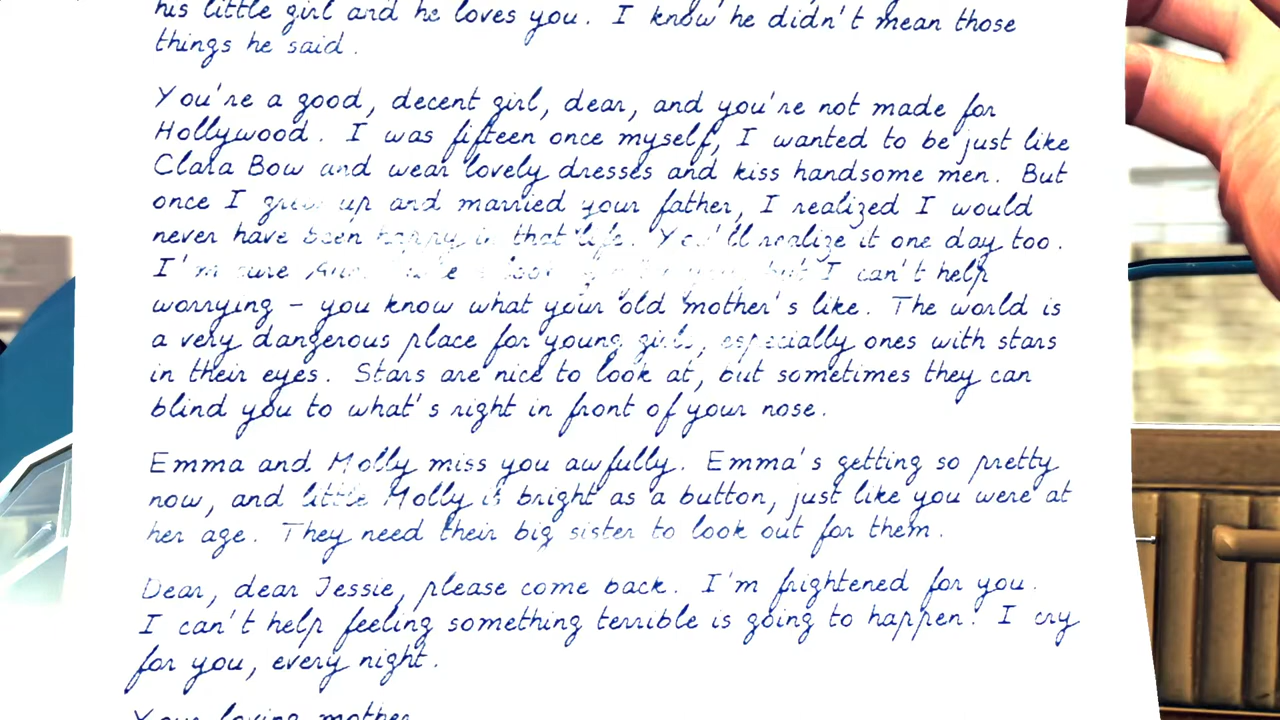 his little girl and he loves you. I know he didn't mean those
things he said.
You're a good, decent girl, dear, and you're not made for
Hollywood. I was fifteen once myself, I wanted to be just like
Clara Bow and wear lovely dresses and kiss handsome men. But
once I grew up and married your father, I realized I would
never have been happy in that life. You'll realize it one day too.
I'm sure look but I can't help
worrying – you know what your old mother's like. The world is
a very dangerous place for young girls, especially ones with stars
in their eyes. Stars are nice to look at, but sometimes they can
blind you to what's right in front of your nose.
Emma and Molly miss you awfully. Emma's getting so pretty
now, and little Molly is bright as a button, just like you were at
her age. They need their big sister to look out for them.
Dear, dear Jessie, please come back. I'm frightened for you.
I can't help feeling something terrible is going to happen. I cry
for you, every night.
Your loving mother